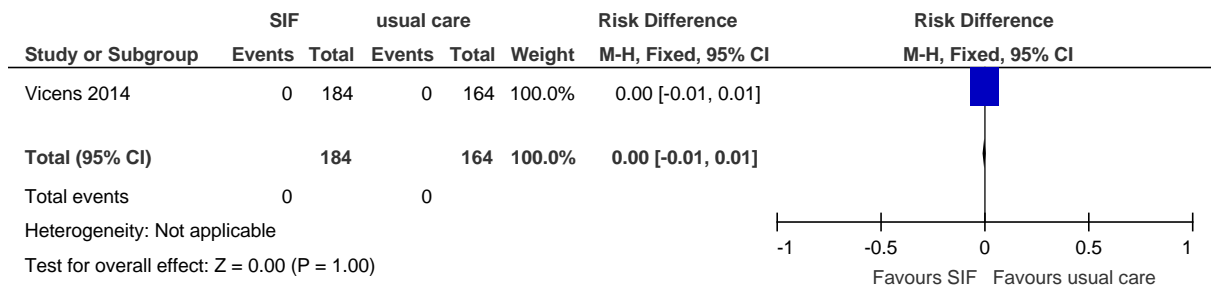 SIF usual care Risk Difference Risk Difference
Study or Subgroup Events Total Events Total Weight M-H, Fixed, 95% CI M-H, Fixed, 95% CI
Vicens 2014 0 184 0 164 100.0% 0.00 [-0.01, 0.01]
Total (95% CI) 184 164 100.0% 0.00 [-0.01, 0.01]
Total events 0 0
Heterogeneity: Not applicable
Test for overall effect: Z = 0.00 (P = 1.00)
-1 -0.5 0 0.5 1
Favours SIF Favours usual care